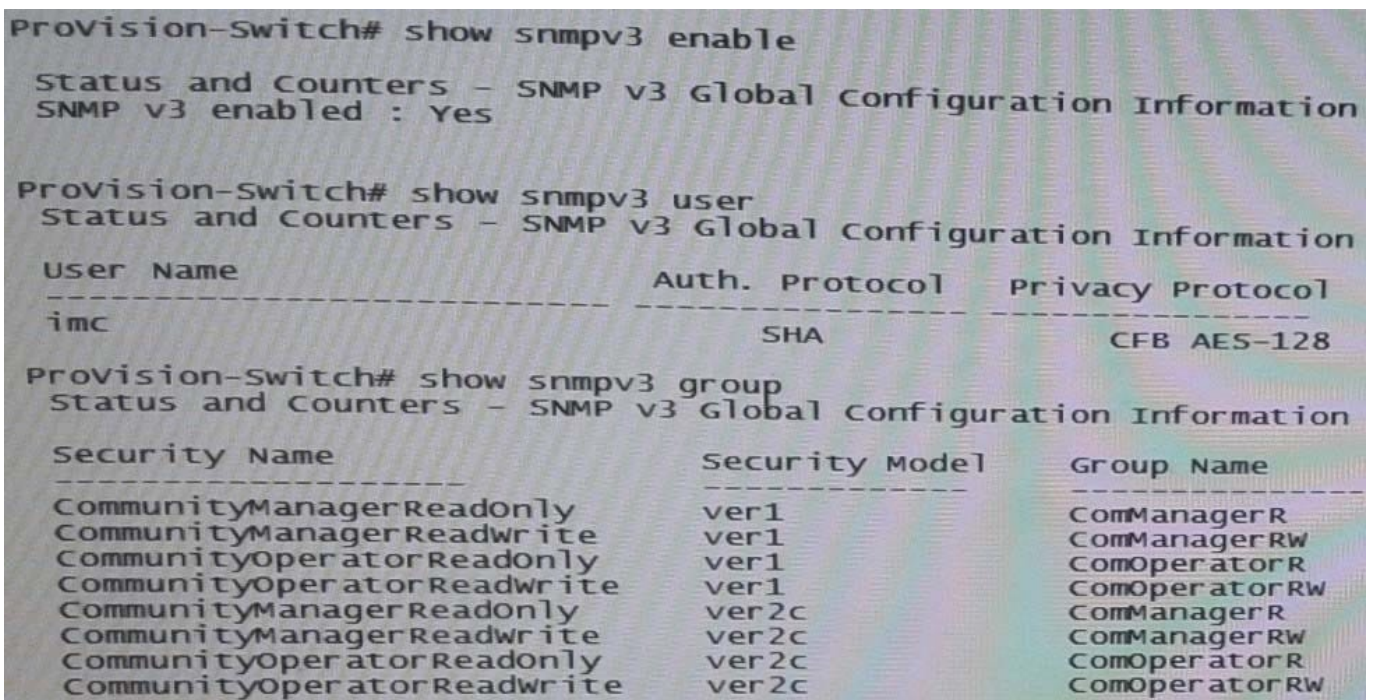 ProVision-Switch# show snmpv3 enable
Status and Counters - SNMP v3 Global Configuration Information
SNMP v3 enabled : Yes
ProVision-Switch# show snmpv3 user
Status and Counters - SNMP v3 Global Configuration Information
User Name Auth. Protocol Privacy Protocol
---------------------------- ---------------- ----------------
imc SHA CFB AES-128
ProVision-Switch# show snmpv3 group
Status and Counters - SNMP v3 Global Configuration Information
Security Name Security Model Group Name
--------------------- -------------- ----------------
CommunityManagerReadOnly ver1 ComManagerR
CommunityManagerReadWrite ver1 ComManagerRW
CommunityOperatorReadOnly ver1 ComOperatorR
CommunityOperatorReadWrite ver1 ComOperatorRW
CommunityManagerReadOnly ver2c ComManagerR
CommunityManagerReadWrite ver2c ComManagerRW
CommunityOperatorReadOnly ver2c ComOperatorR
CommunityOperatorReadWrite ver2c ComOperatorRW